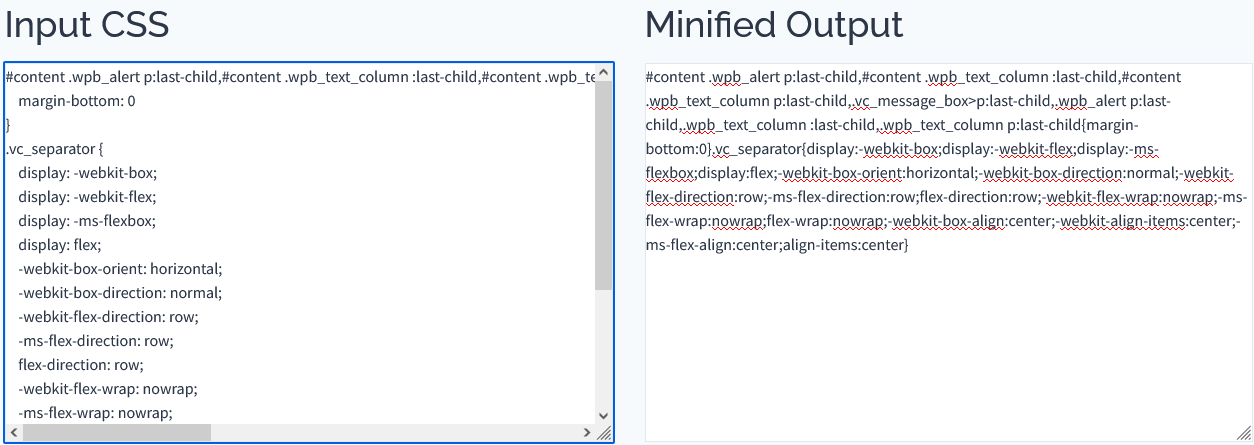 Input CSS
#content .wpb_alert p:last-child,#content .wpb_text_column :last-child,#content .wpb_te
margin-bottom: 0
}
.vc_separator {
display: -webkit-box;
display: -webkit-flex;
display: -ms-flexbox;
display: flex;
-webkit-box-orient: horizontal;
-webkit-box-direction: normal;
-webkit-flex-direction: row;
-ms-flex-direction: row;
flex-direction: row;
-webkit-flex-wrap: nowrap;
-ms-flex-wrap: nowrap;
Minified Output
#content .wpb_alert p:last-child,#content .wpb_text_column :last-child,#content
.wpb_text_column p:last-child,.vc_message_box>p:last-child,.wpb_alert p:last-
child,.wpb_text_column :last-child,.wpb_text_column p:last-child{margin-
bottom:0}.vc_separator{display:-webkit-box;display:-webkit-flex;display:-ms-
flexbox;display:flex;-webkit-box-orient:horizontal;-webkit-box-direction:normal;-webkit-
flex-direction:row;-ms-flex-direction:row;flex-direction:row;-webkit-flex-wrap:nowrap;-ms-
flex-wrap:nowrap;flex-wrap:nowrap;-webkit-box-align:center;-webkit-align-items:center;-
ms-flex-align:center;align-items:center}